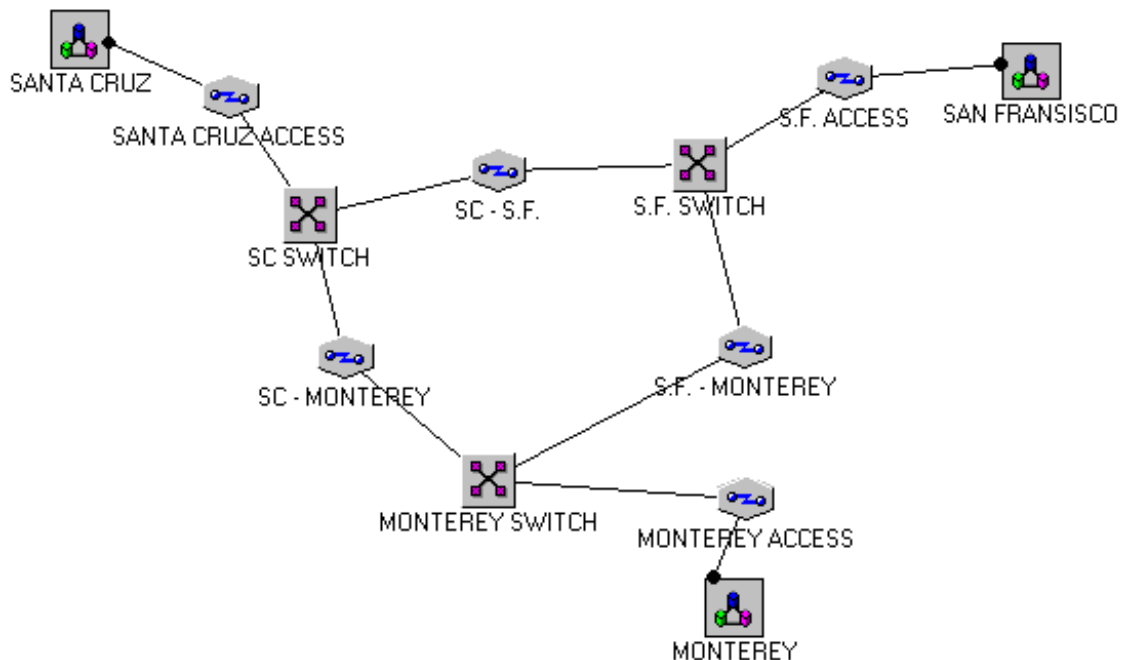 SANTA CRUZ
SAN FRANSISCO
S.F. ACCESS
SANTA CRUZ ACCESS
SC - S.F.
S.F. SWITCH
SC SWITCH
SC - MONTEREY
S.F. - MONTEREY
MONTEREY SWITCH
MONTEREY ACCESS
MONTEREY